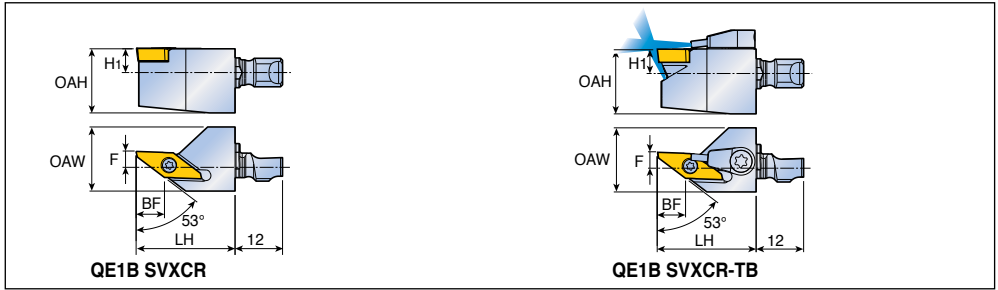 OAH
H1
OAW
F
BF
53°
LH
12
QE1B SVXCR
OAH
H1
OAW
F
BF
53°
LH
12
QE1B SVXCR-TB